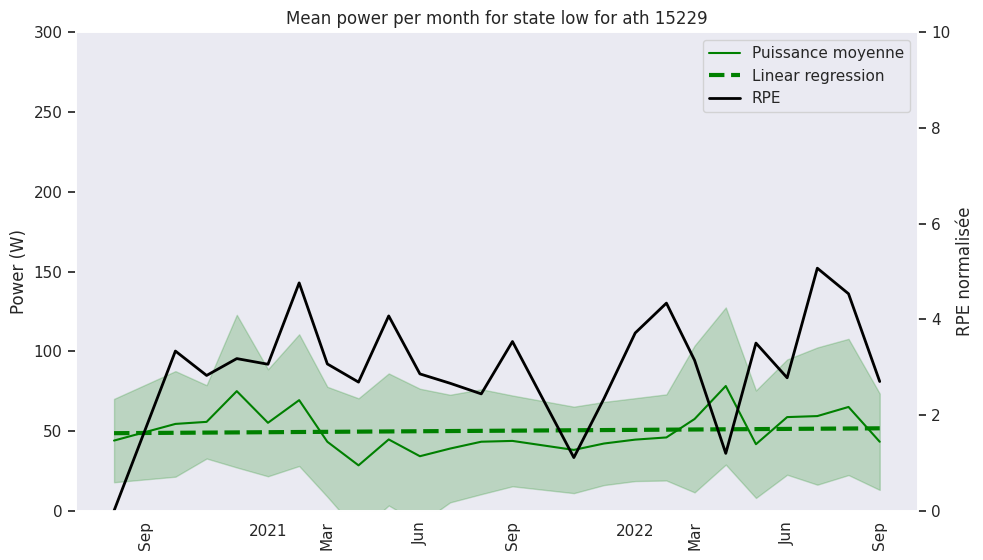 Mean power per month for state low for ath 15229
Puissance moyenne
Linear regression
RPE
Power (W)
300
250
200
150
100
50
0
RPE normalisée
10
8
6
4
2
0
Sep
2021
Mar
Jun
Sep
2022
Mar
Jun
Sep